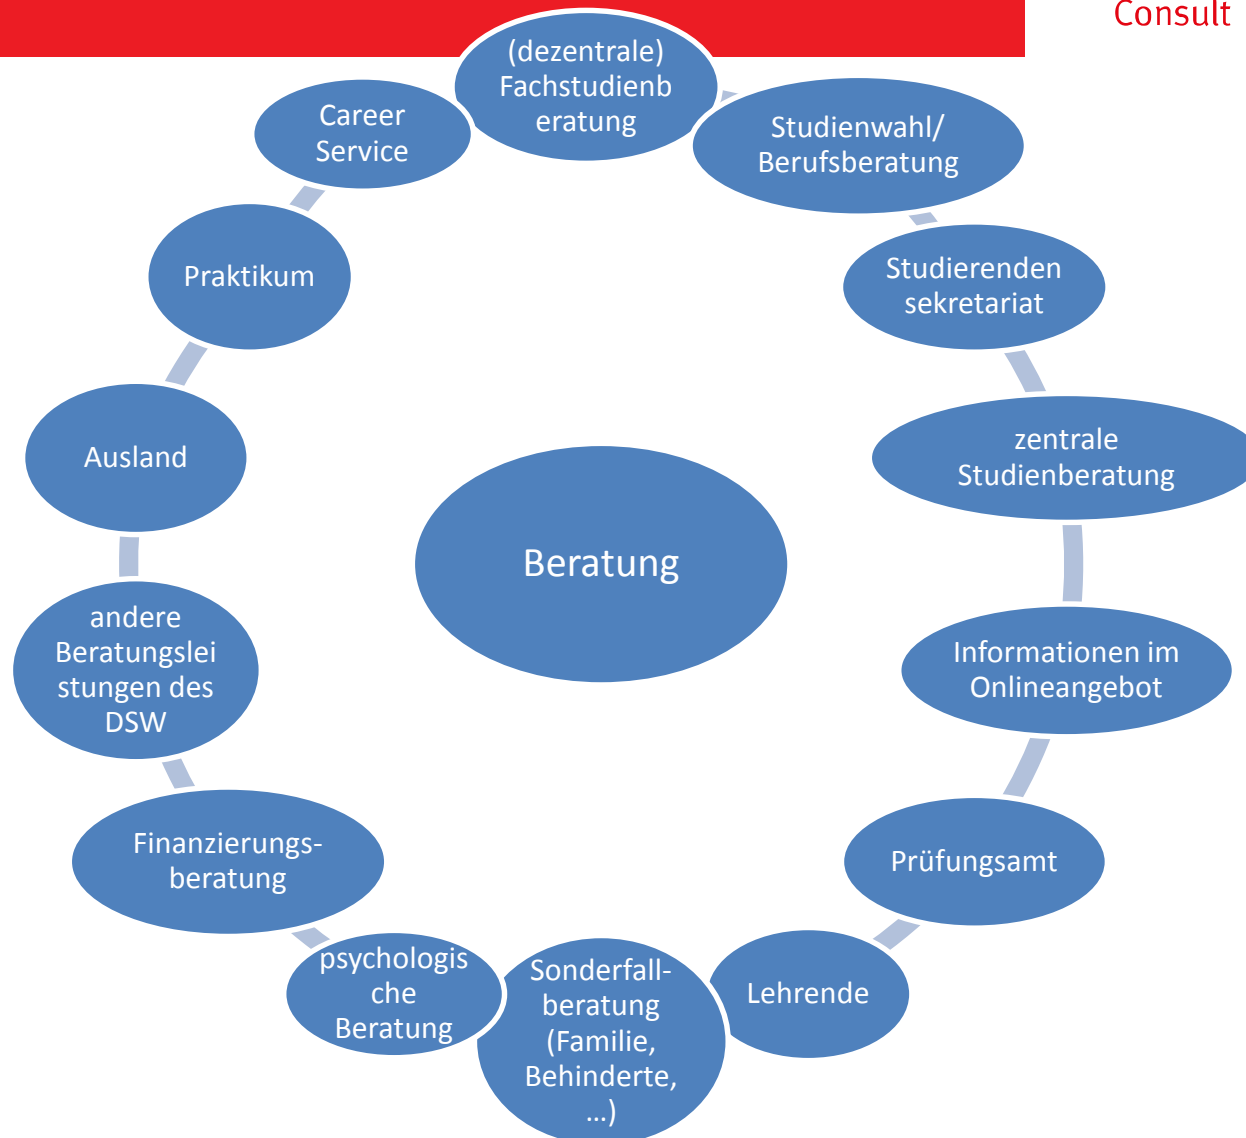 Consult
(dezentrale)
Fachstudienb
eratung
Studienwahl/
Berufsberatung
Studierenden
sekretariat
zentrale
Studienberatung
Informationen im
Onlineangebot
Prüfungsamt
Lehrende
Sonderfall-
beratung
(Familie,
Behinderte,
...)
psychologis
che
Beratung
Finanzierungs-
beratung
andere
Beratungslei
stungen des
DSW
Ausland
Praktikum
Career
Service
Beratung